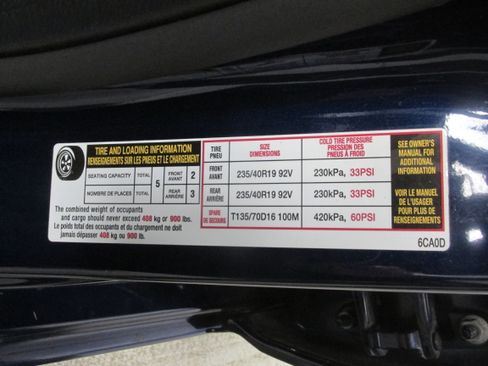 TIRE AND LOADING INFORMATION
RENSEIGNEMENTS SUR LES PNEUS ET LE CHARGEMENT
SEATING CAPACITY TOTAL 5 FRONT AVANT 2
NOMBRE DE PLACES TOTAL REAR ARRIÈRE 3
The combined weight of occupants
and cargo should never exceed 408 kg or 900 lbs.
Le poids total des occupants et du chargement ne doit
jamais dépasser 408 kg ou 900 lb.
TIRE PNEU SIZE DIMENSIONS COLD TIRE PRESSURE PRESSION DES PNEUS À FROID
FRONT AVANT 235/40R19 92V 230kPa, 33PSI
REAR ARRIÈRE 235/40R19 92V 230kPa, 33PSI
SPARE DE SECOURS T135/70D16 100M 420kPa, 60PSI
SEE OWNER'S
MANUAL FOR
ADDITIONAL
INFORMATION
VOIR LE MANUEL
DE L'USAGER
POUR PLUS DE
RENSEIGNEMENTS
6CA0D